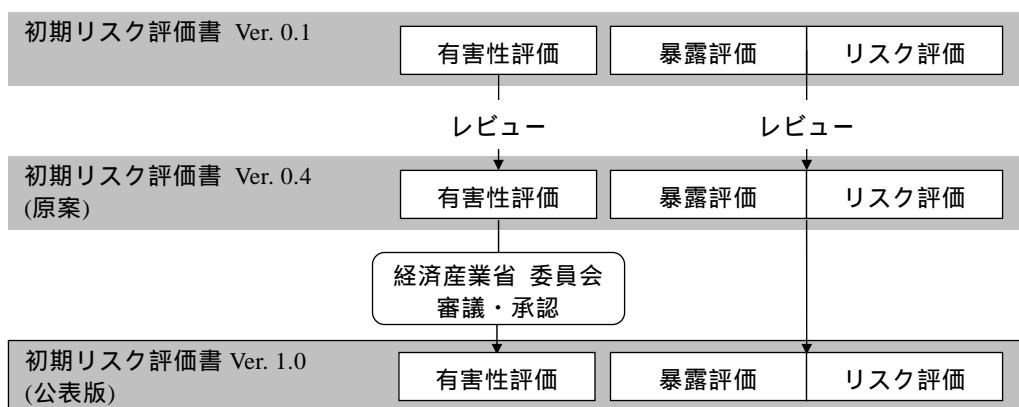 初期リスク評価書 Ver. 0.1
有害性評価 暴露評価 リスク評価
レビュー レビュー
初期リスク評価書 Ver. 0.4
(原案)
有害性評価 暴露評価 リスク評価
経済産業省 委員会
審議・承認
初期リスク評価書 Ver. 1.0
(公表版)
有害性評価 暴露評価 リスク評価